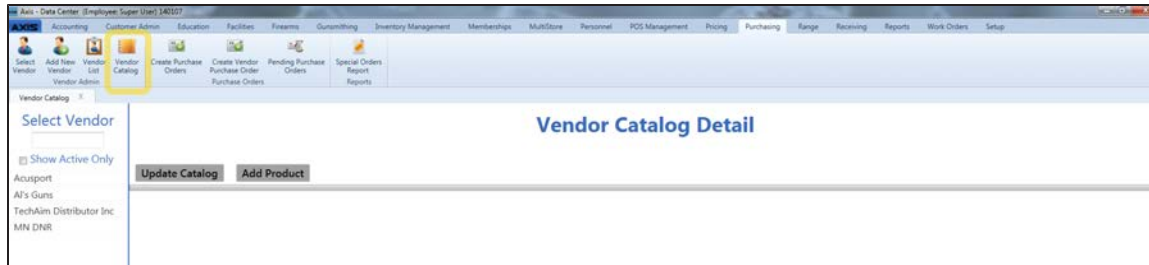 Axis - Data Center (Employee: Super User) 140107
AXIS Accounting Customer Admin Education Facilities Firearms Gunsmithing Inventory Management Memberships MultiStore Personnel POS Management Pricing Purchasing Range Receiving Reports Work Orders Setup
Select Add New Vendor Vendor Create Purchase Create Vendor Pending Purchase Special Orders
Vendor Vendor List Catalog Orders Purchase Order Orders Report
Vendor Admin Purchase Orders Reports
Vendor Catalog X
Select Vendor
Vendor Catalog Detail
Show Active Only
Update Catalog Add Product
Acusport
Al's Guns
TechAim Distributor Inc
MN DNR